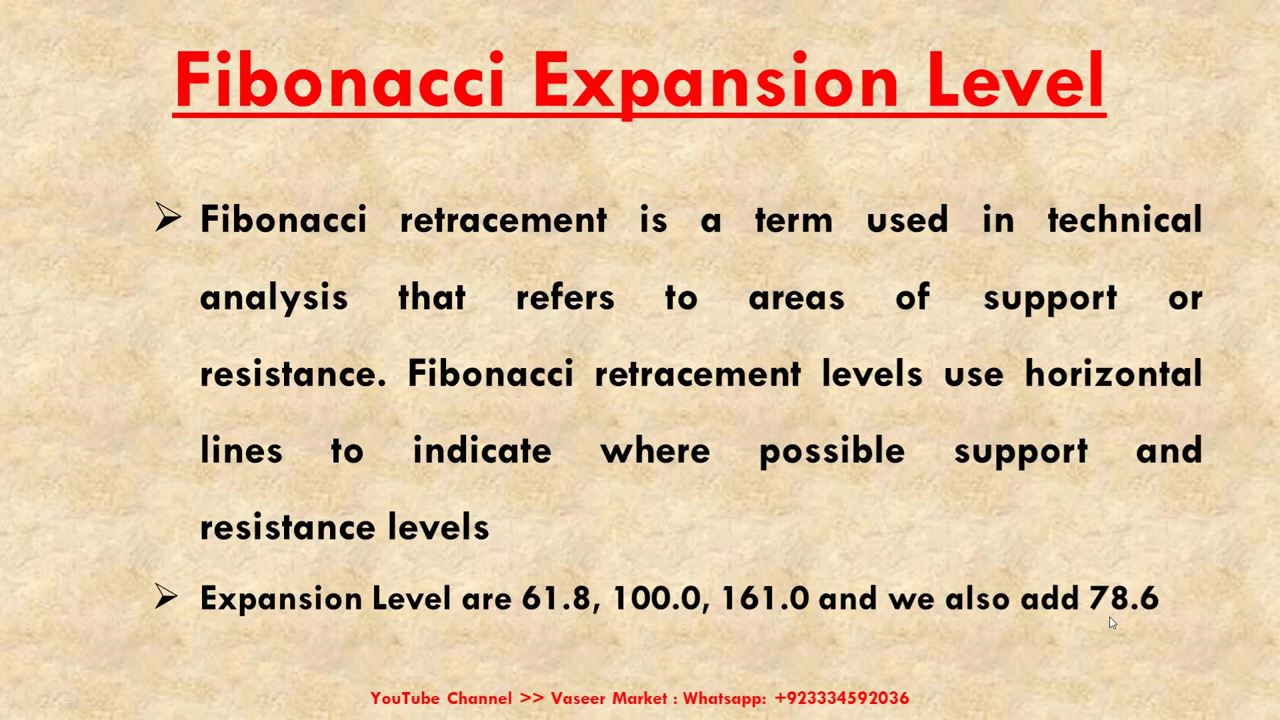 Fibonacci Expansion Level
➢ Fibonacci retracement is a term used in technical
analysis that refers to areas of support or
resistance. Fibonacci retracement levels use horizontal
lines to indicate where possible support and
resistance levels
➢ Expansion Level are 61.8, 100.0, 161.0 and we also add 78.6
YouTube Channel >> Vaseer Market : Whatsapp: +923334592036